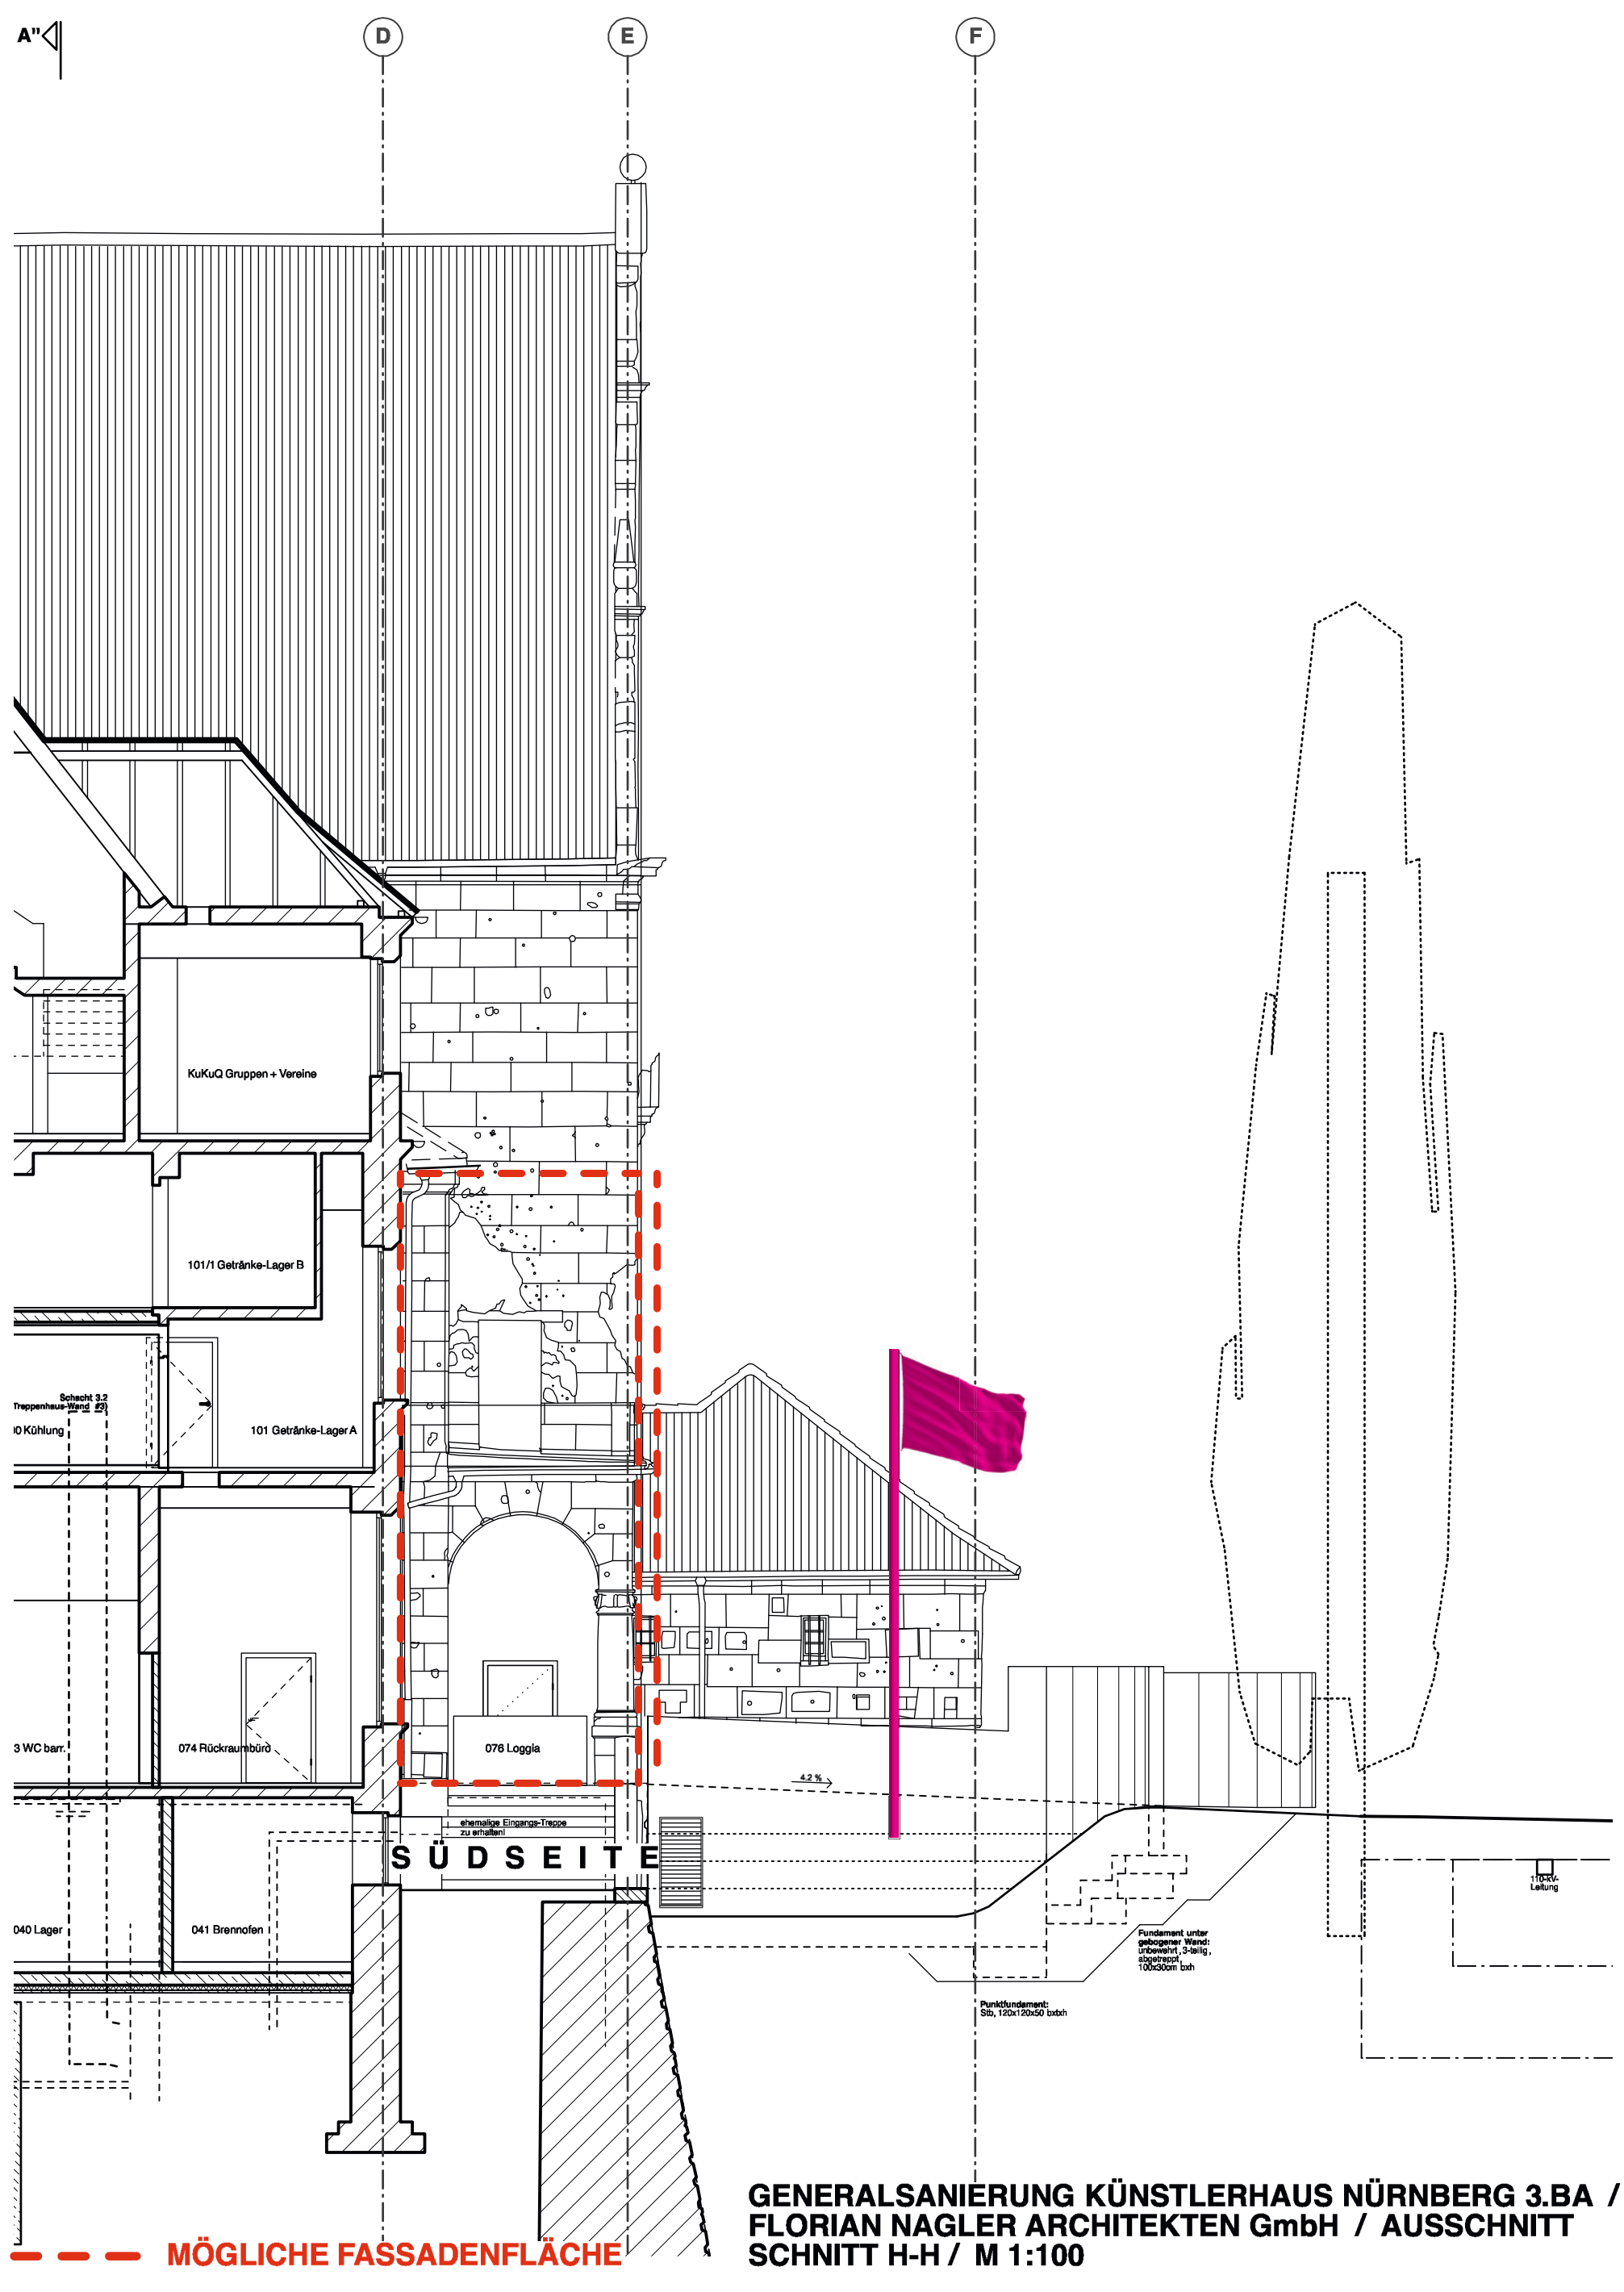 A"
D
E
F
KuKuQ Gruppen + Vereine
101/1 Getränke-Lager B
Schacht 3.2
Treppenhaus-Wand #3)
0 Kühlung
101 Getränke-Lager A
3 WC barr.
074 Rückraumbüro
076 Loggia
4.2 %
ehemalige Eingangs-Treppe
zu erhalten!
SÜDSEITE
110-kV-
Leitung
040 Lager
041 Brennofen
Fundament unter
gebogener Wand:
unbewehrt, 3-teilig,
abgetreppt,
100x30cm bxh
Punktfundament:
Stb, 120x120x50 bxtxh
GENERALSANIERUNG KÜNSTLERHAUS NÜRNBERG 3.BA /
FLORIAN NAGLER ARCHITEKTEN GmbH / AUSSCHNITT
SCHNITT H-H / M 1:100
MÖGLICHE FASSADENFLÄCHE